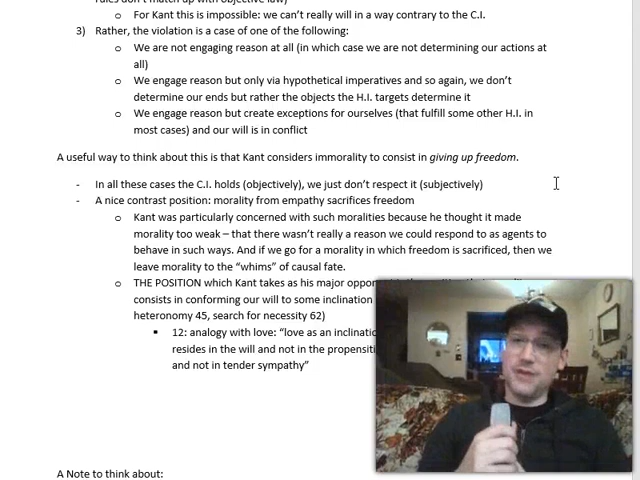 rules don't match up with objective law)
o For Kant this is impossible: we can't really will in a way contrary to the C.I.
3) Rather, the violation is a case of one of the following:
o We are not engaging reason at all (in which case we are not determining our actions at
all)
o We engage reason but only via hypothetical imperatives and so again, we don't
determine our ends but rather the objects the H.I. targets determine it
o We engage reason but create exceptions for ourselves (that fulfill some other H.I. in
most cases) and our will is in conflict
A useful way to think about this is that Kant considers immorality to consist in giving up freedom.
- In all these cases the C.I. holds (objectively), we just don't respect it (subjectively)
- A nice contrast position: morality from empathy sacrifices freedom
o Kant was particularly concerned with such moralities because he thought it made
morality too weak – that there wasn't really a reason we could respond to as agents to
behave in such ways. And if we go for a morality in which freedom is sacrificed, then we
leave morality to the "whims" of causal fate.
o THE POSITION which Kant takes as his major
consists in conforming our will to some inclination
heteronomy 45, search for necessity 62)
▪ 12: analogy with love: "love as an
resides in the will and not in the
and not in tender sympathy"
A Note to think about: